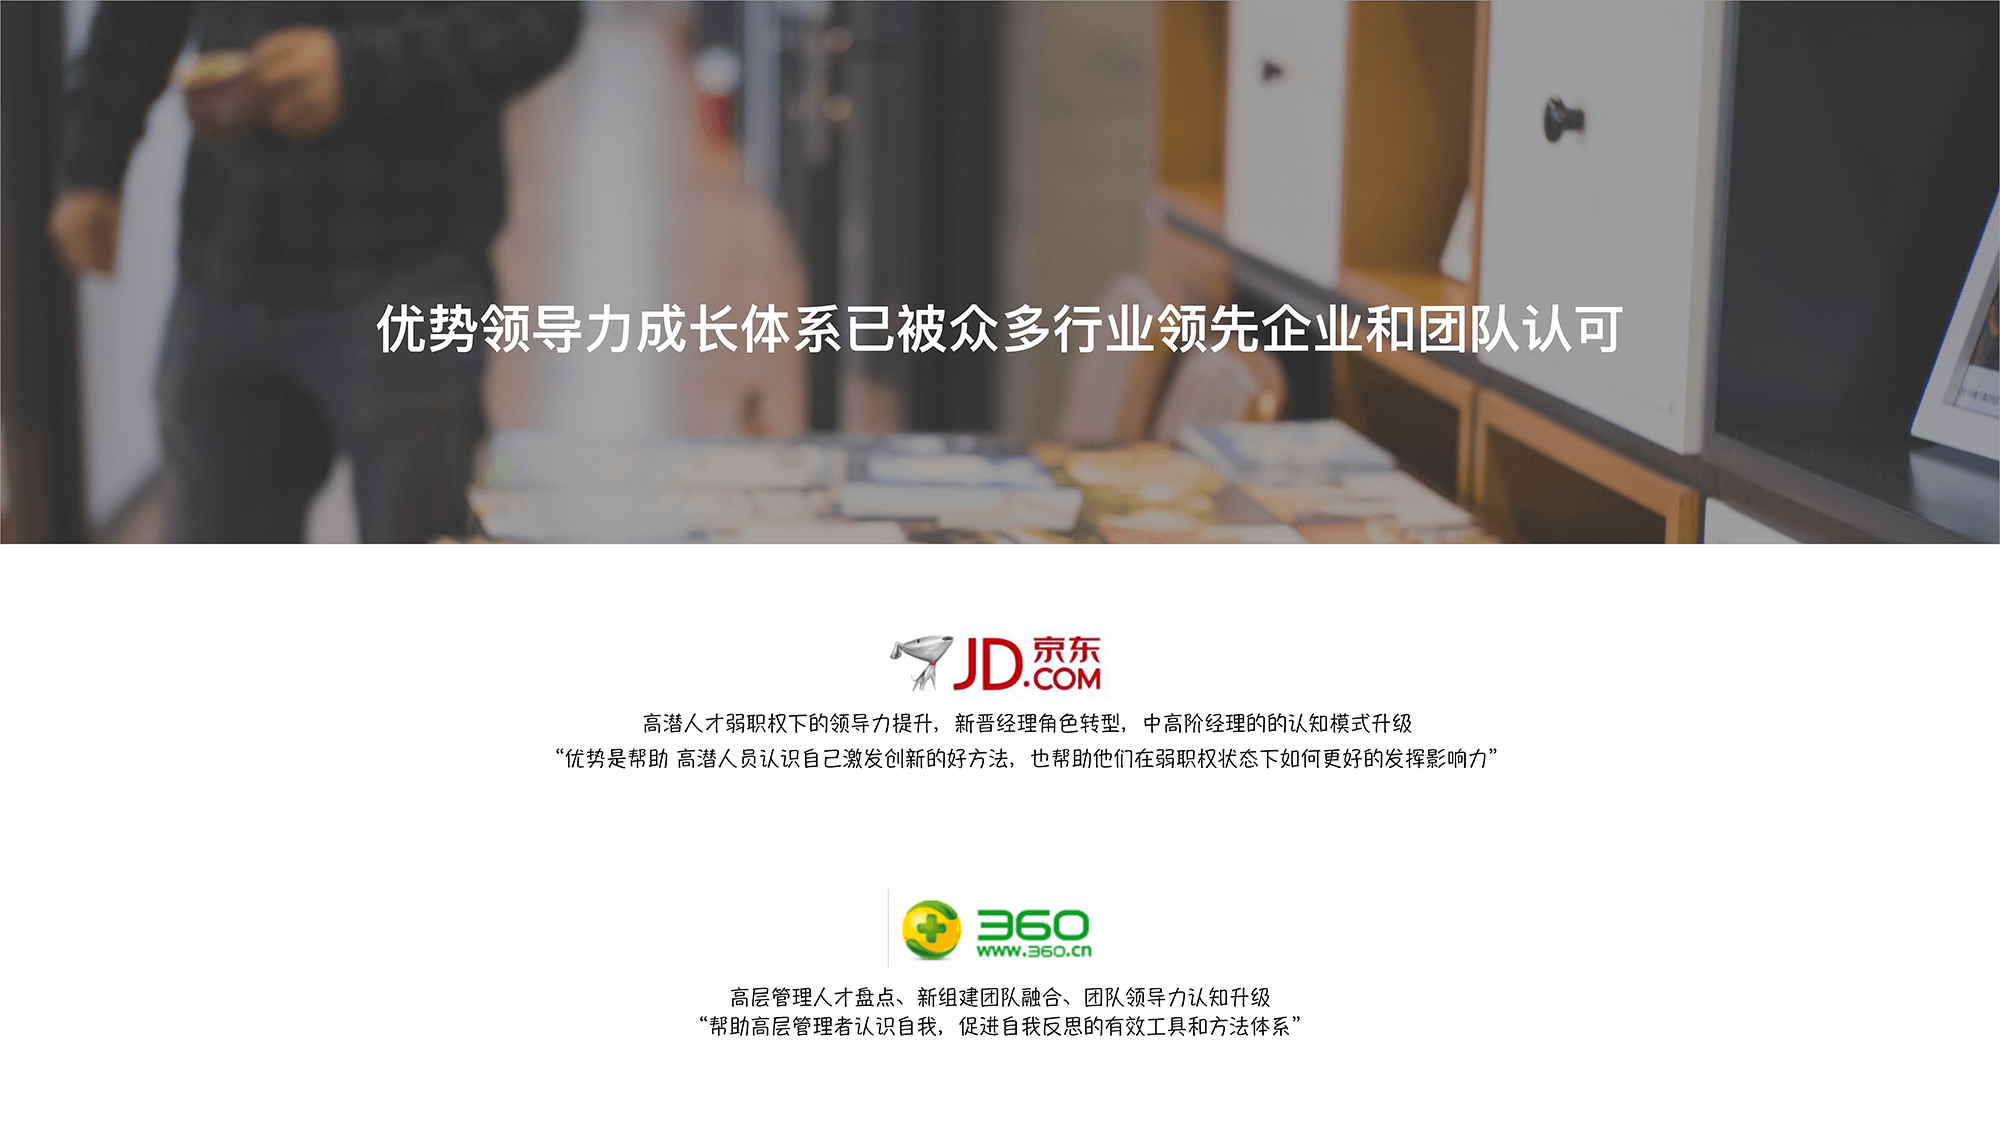 优势领导力成长体系已被众多行业领先企业和团队认可
JD.COM 京东
高潜人才弱职权下的领导力提升，新晋经理角色转型，中高阶经理的的认知模式升级
“优势是帮助 高潜人员认识自己激发创新的好方法，也帮助他们在弱职权状态下如何更好的发挥影响力”
360
www.360.cn
高层管理人才盘点、新组建团队融合、团队领导力认知升级
“帮助高层管理者认识自我，促进自我反思的有效工具和方法体系”